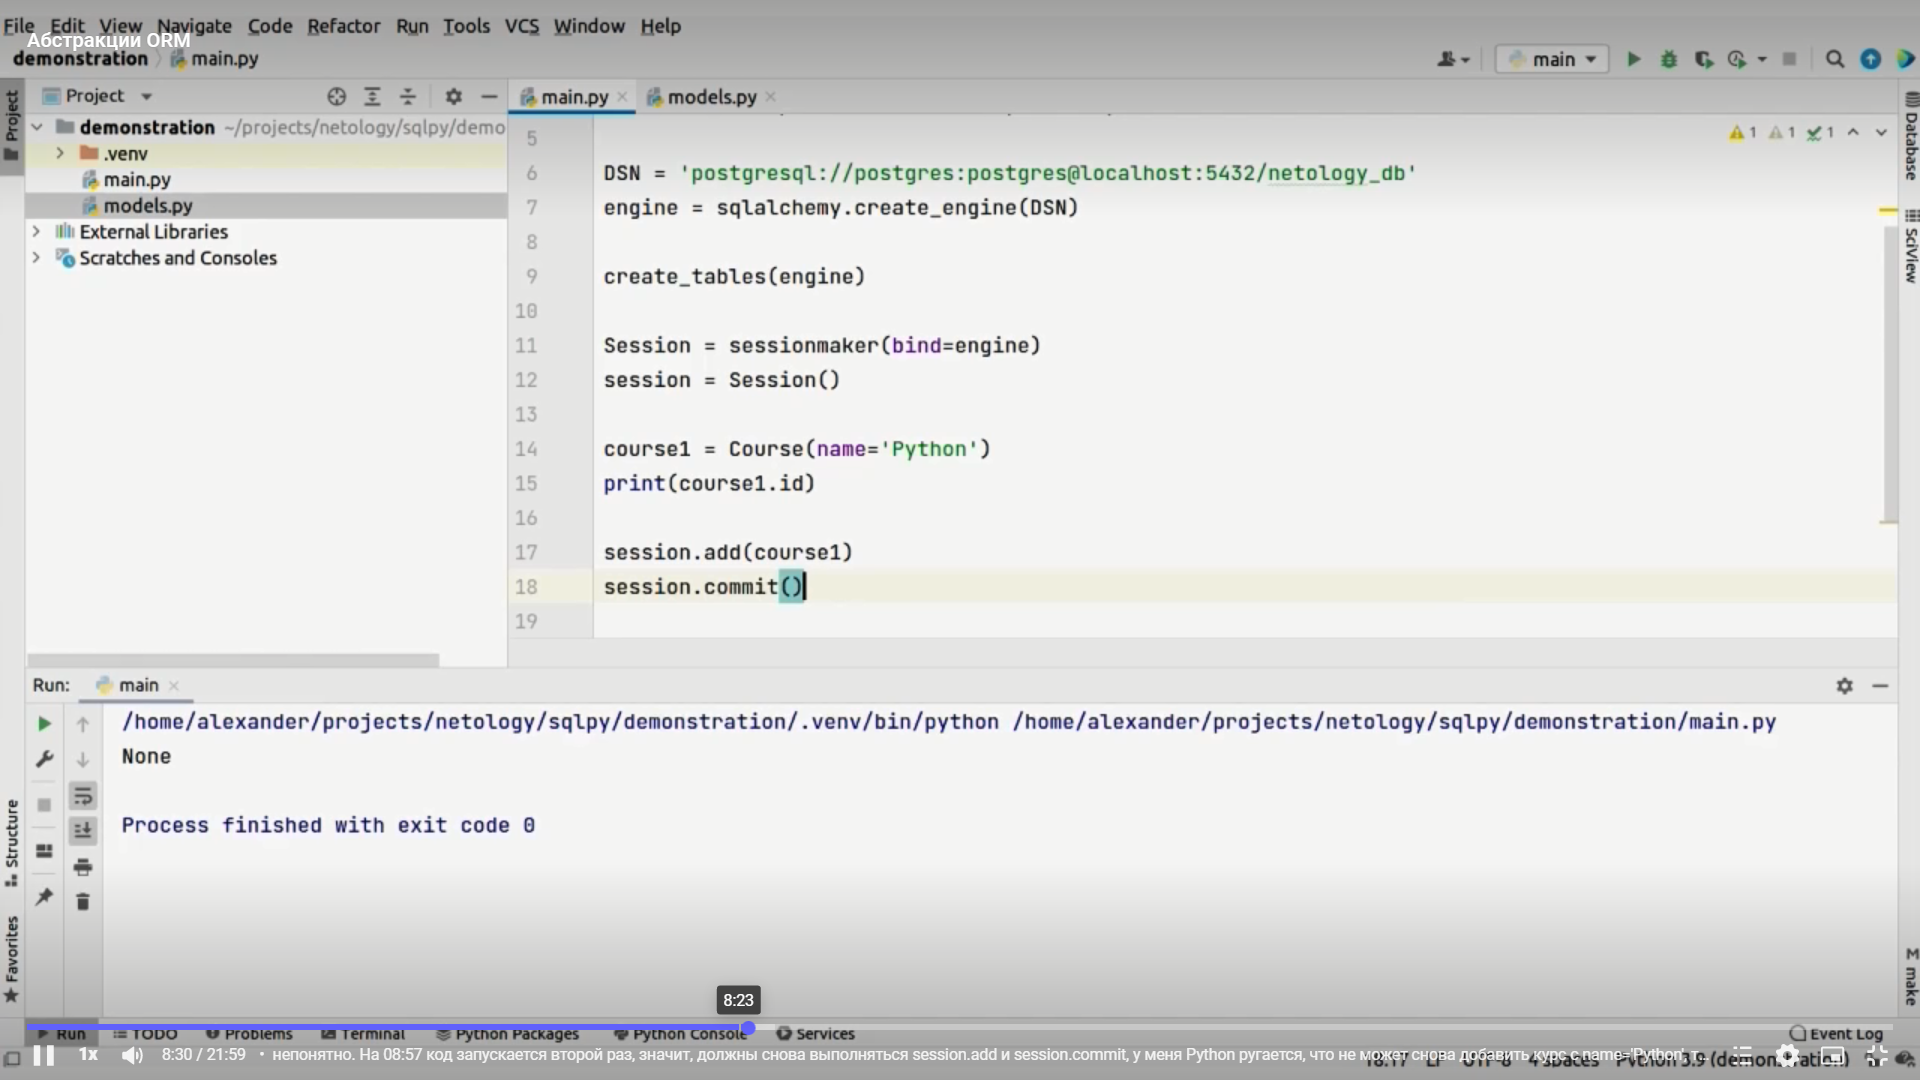 File Edit View Navigate Code Refactor Run Tools VCS Window Help
Абстракции ORM
demonstration main.py
main
Project
main.py
models.py
Project
demonstration ~/projects/netology/sqlpy/demo
.venv
main.py
models.py
External Libraries
Scratches and Consoles
5
6 DSN = 'postgresql://postgres:postgres@localhost:5432/netology_db'
7 engine = sqlalchemy.create_engine(DSN)
8
9 create_tables(engine)
10
11 Session = sessionmaker(bind=engine)
12 session = Session()
13
14 course1 = Course(name='Python')
15 print(course1.id)
16
17 session.add(course1)
18 session.commit()
19
1 1 1
Database
SciView
Run: main
/home/alexander/projects/netology/sqlpy/demonstration/.venv/bin/python /home/alexander/projects/netology/sqlpy/demonstration/main.py
None
Process finished with exit code 0
Structure
Favorites
make
8:23
Run TODO Problems Terminal Python Packages Python Console Services Event Log
1x 8:30 / 21:59 • непонятно. На 08:57 код запускается второй раз, значит, должны снова выполняться session.add и session.commit, у меня Python ругается, что не может снова добавить курс с name='Python', т...
18:17 LF UTF-8 4 spaces Python 3.9 (demonstration)